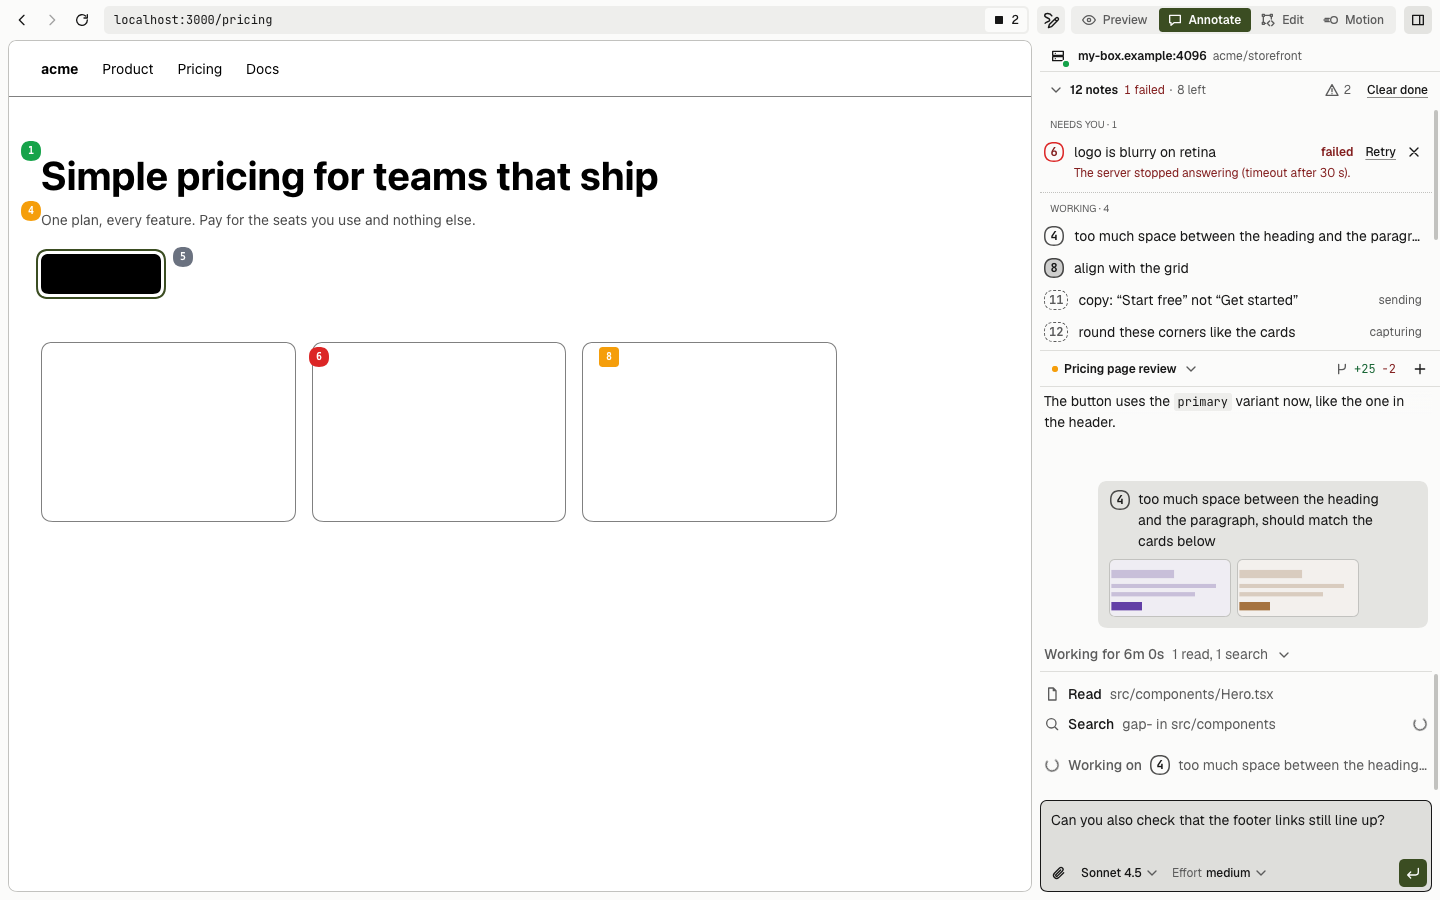 localhost:3000/pricing
2
Preview
Annotate
Edit
Motion
acme
Product
Pricing
Docs
1
Simple pricing for teams that ship
4
One plan, every feature. Pay for the seats you use and nothing else.
5
6
8
my-box.example:4096 acme/storefront
12 notes 1 failed · 8 left
2
Clear done
NEEDS YOU · 1
6 logo is blurry on retina failed Retry
The server stopped answering (timeout after 30 s).
WORKING · 4
4 too much space between the heading and the paragr...
8 align with the grid
11 copy: “Start free” not “Get started” sending
12 round these corners like the cards capturing
Pricing page review
+25 -2
The button uses the primary variant now, like the one in
the header.
4 too much space between the heading
and the paragraph, should match the
cards below
Working for 6m 0s 1 read, 1 search
Read src/components/Hero.tsx
Search gap- in src/components
Working on 4 too much space between the heading...
Can you also check that the footer links still line up?
Sonnet 4.5
Effort medium